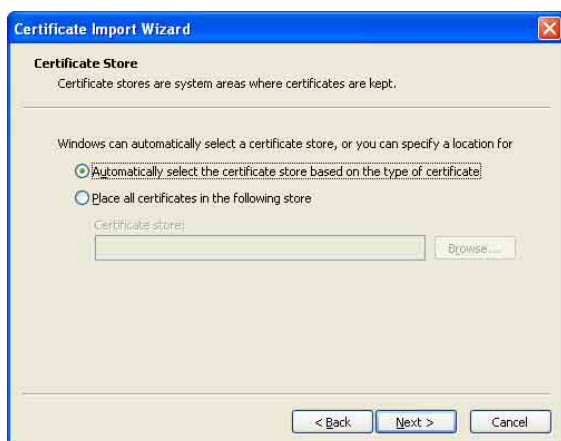 Certificate Import Wizard
Certificate Store
Certificate stores are system areas where certificates are kept.
Windows can automatically select a certificate store, or you can specify a location for
Automatically select the certificate store based on the type of certificate
Place all certificates in the following store
Certificate store:
Browse...
< Back Next > Cancel